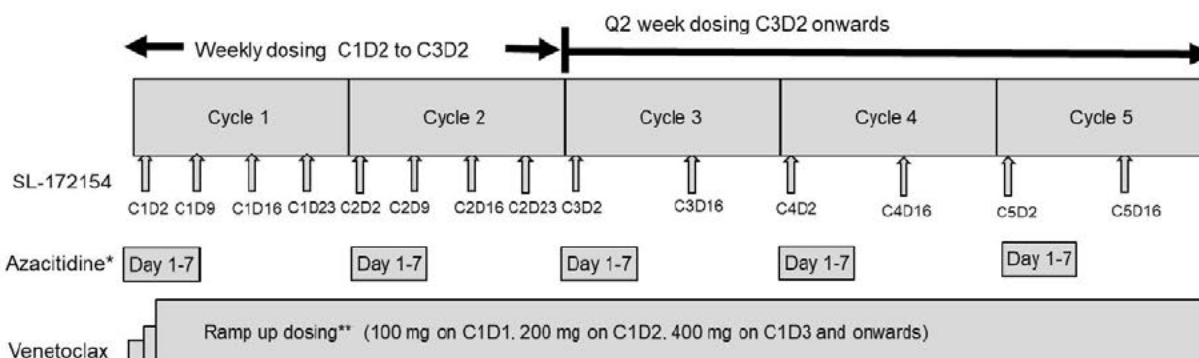 Q2 week dosing C3D2 onwards
Weekly dosing C1D2 to C3D2
Cycle 1 Cycle 2 Cycle 3 Cycle 4 Cycle 5
SL-172154
C1D2 C1D9 C1D16 C1D23 C2D2 C2D9 C2D16 C2D23 C3D2 C3D16 C4D2 C4D16 C5D2 C5D16
Azacitidine* Day 1-7 Day 1-7 Day 1-7 Day 1-7 Day 1-7
Ramp up dosing** (100 mg on C1D1, 200 mg on C1D2, 400 mg on C1D3 and onwards)
Venetoclax